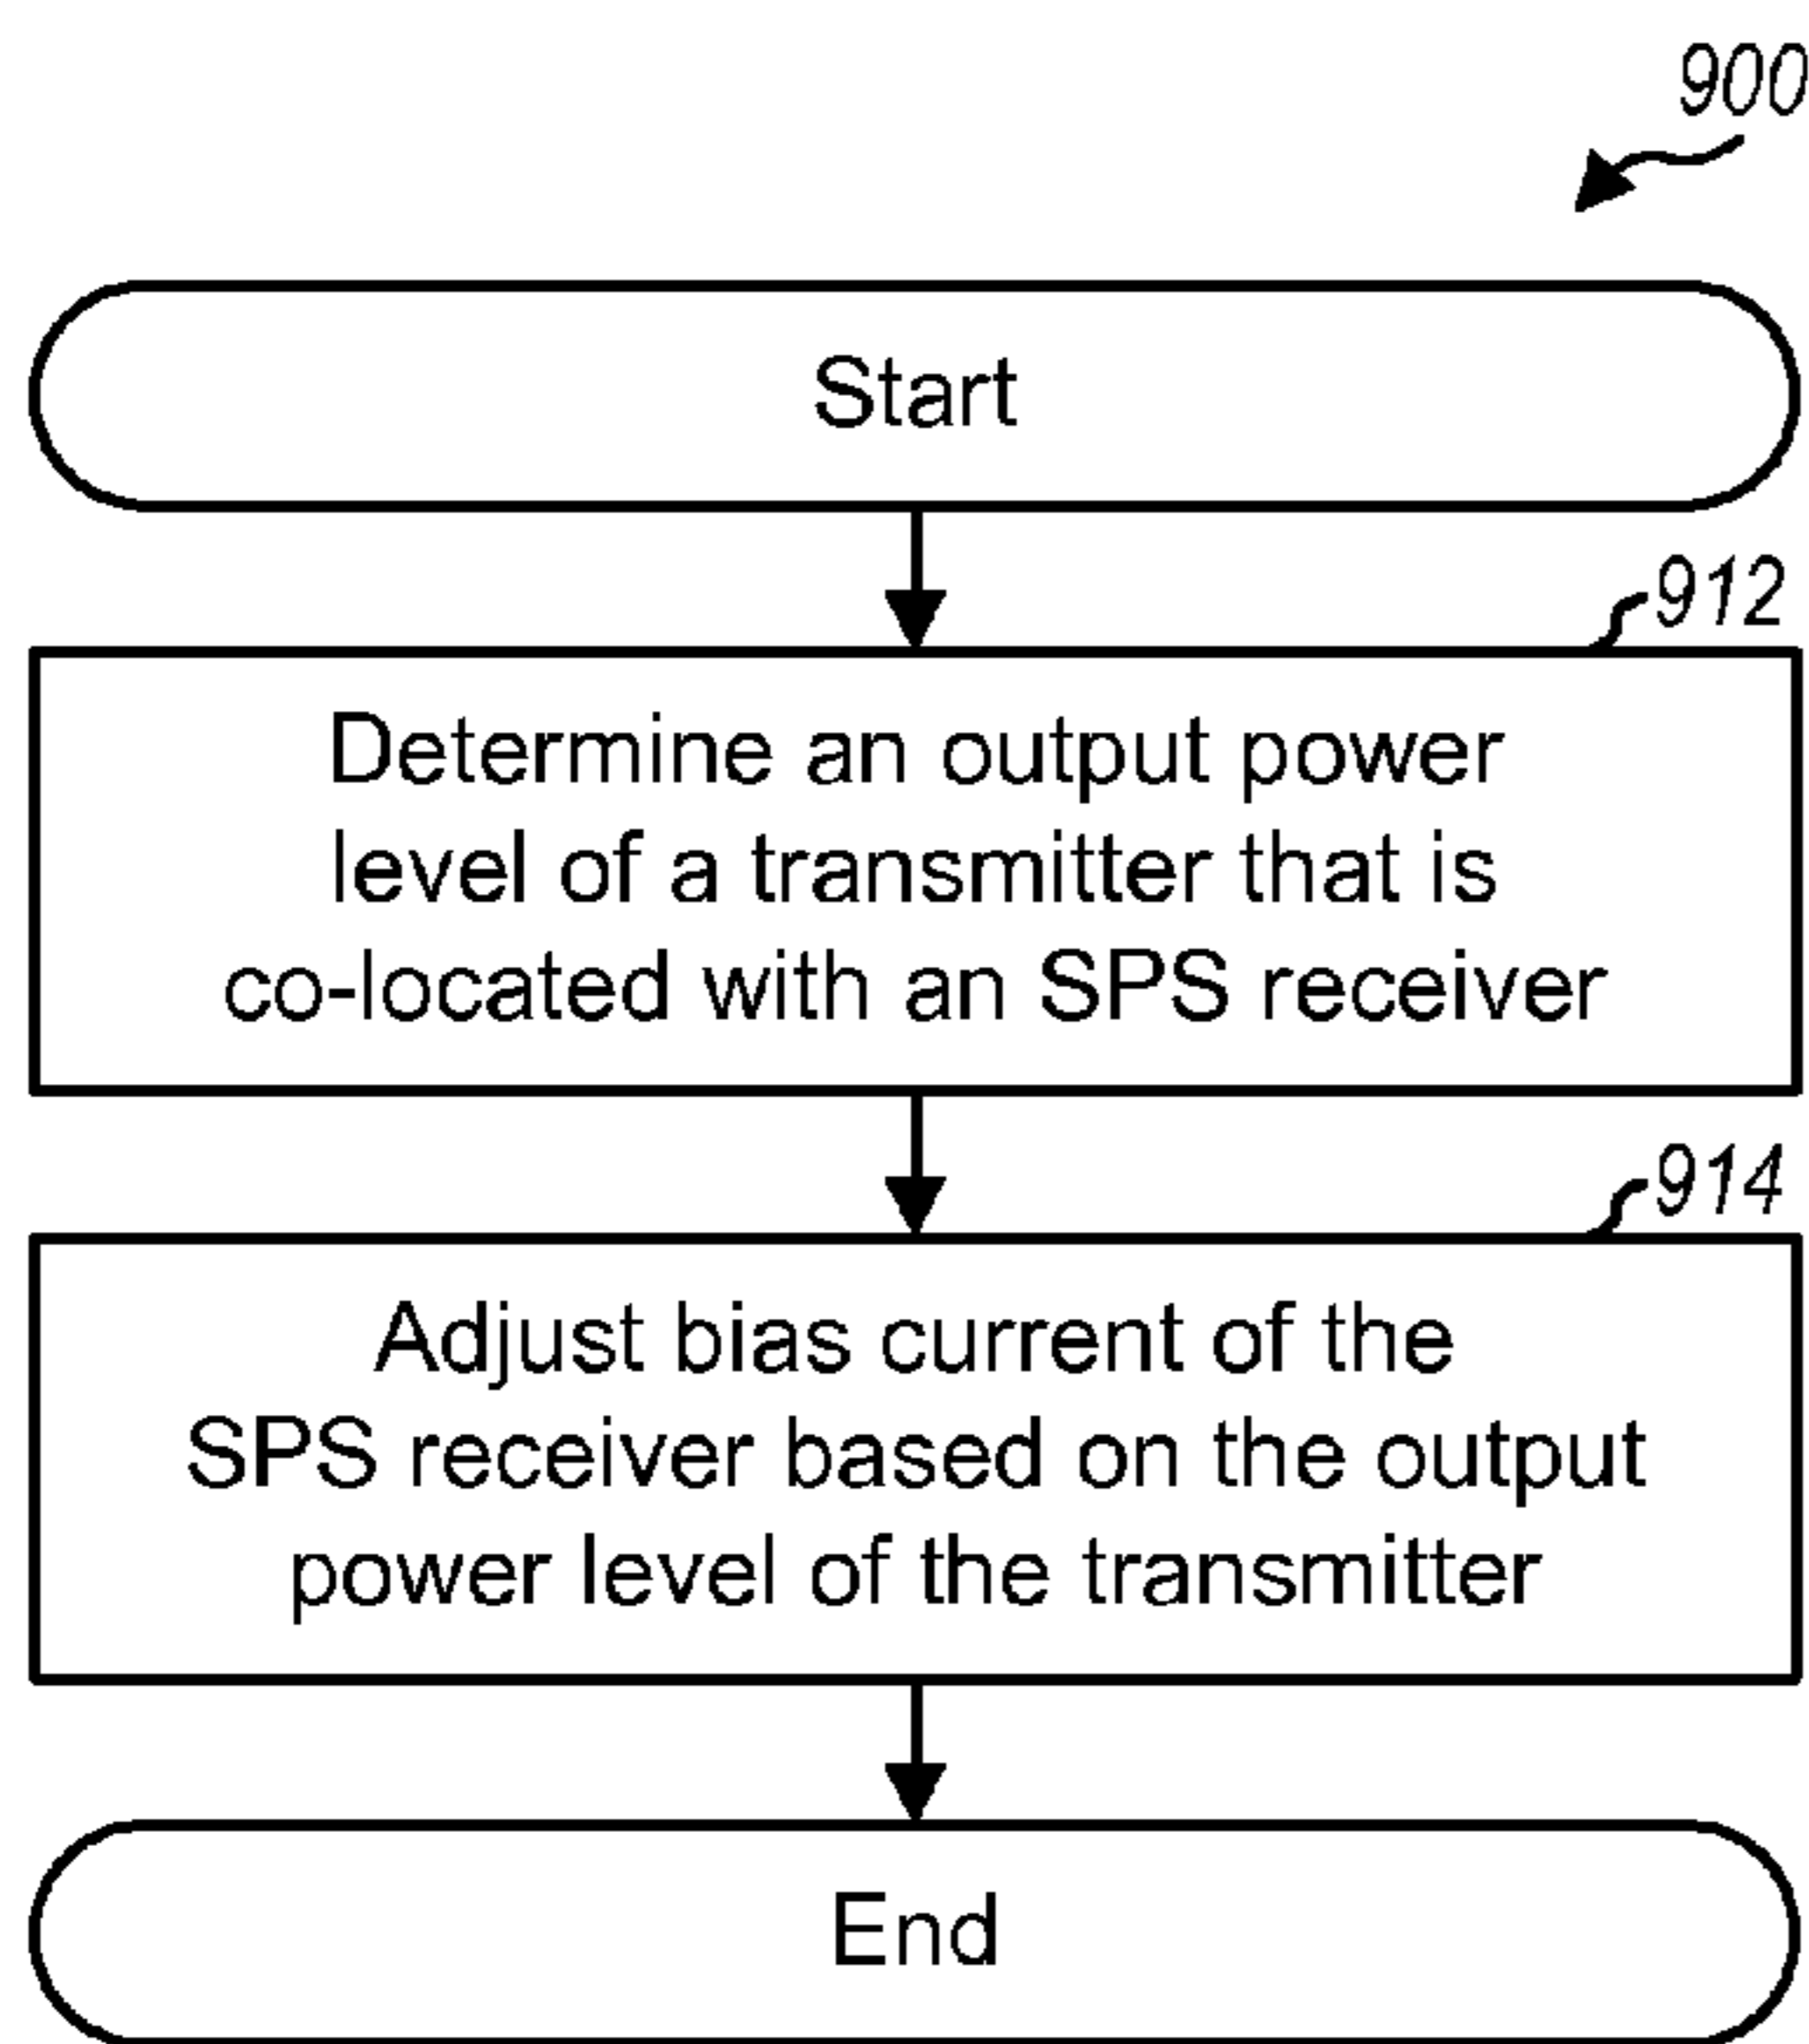 900
Start
912
Determine an output power
level of a transmitter that is
co-located with an SPS receiver
914
Adjust bias current of the
SPS receiver based on the output
power level of the transmitter
End